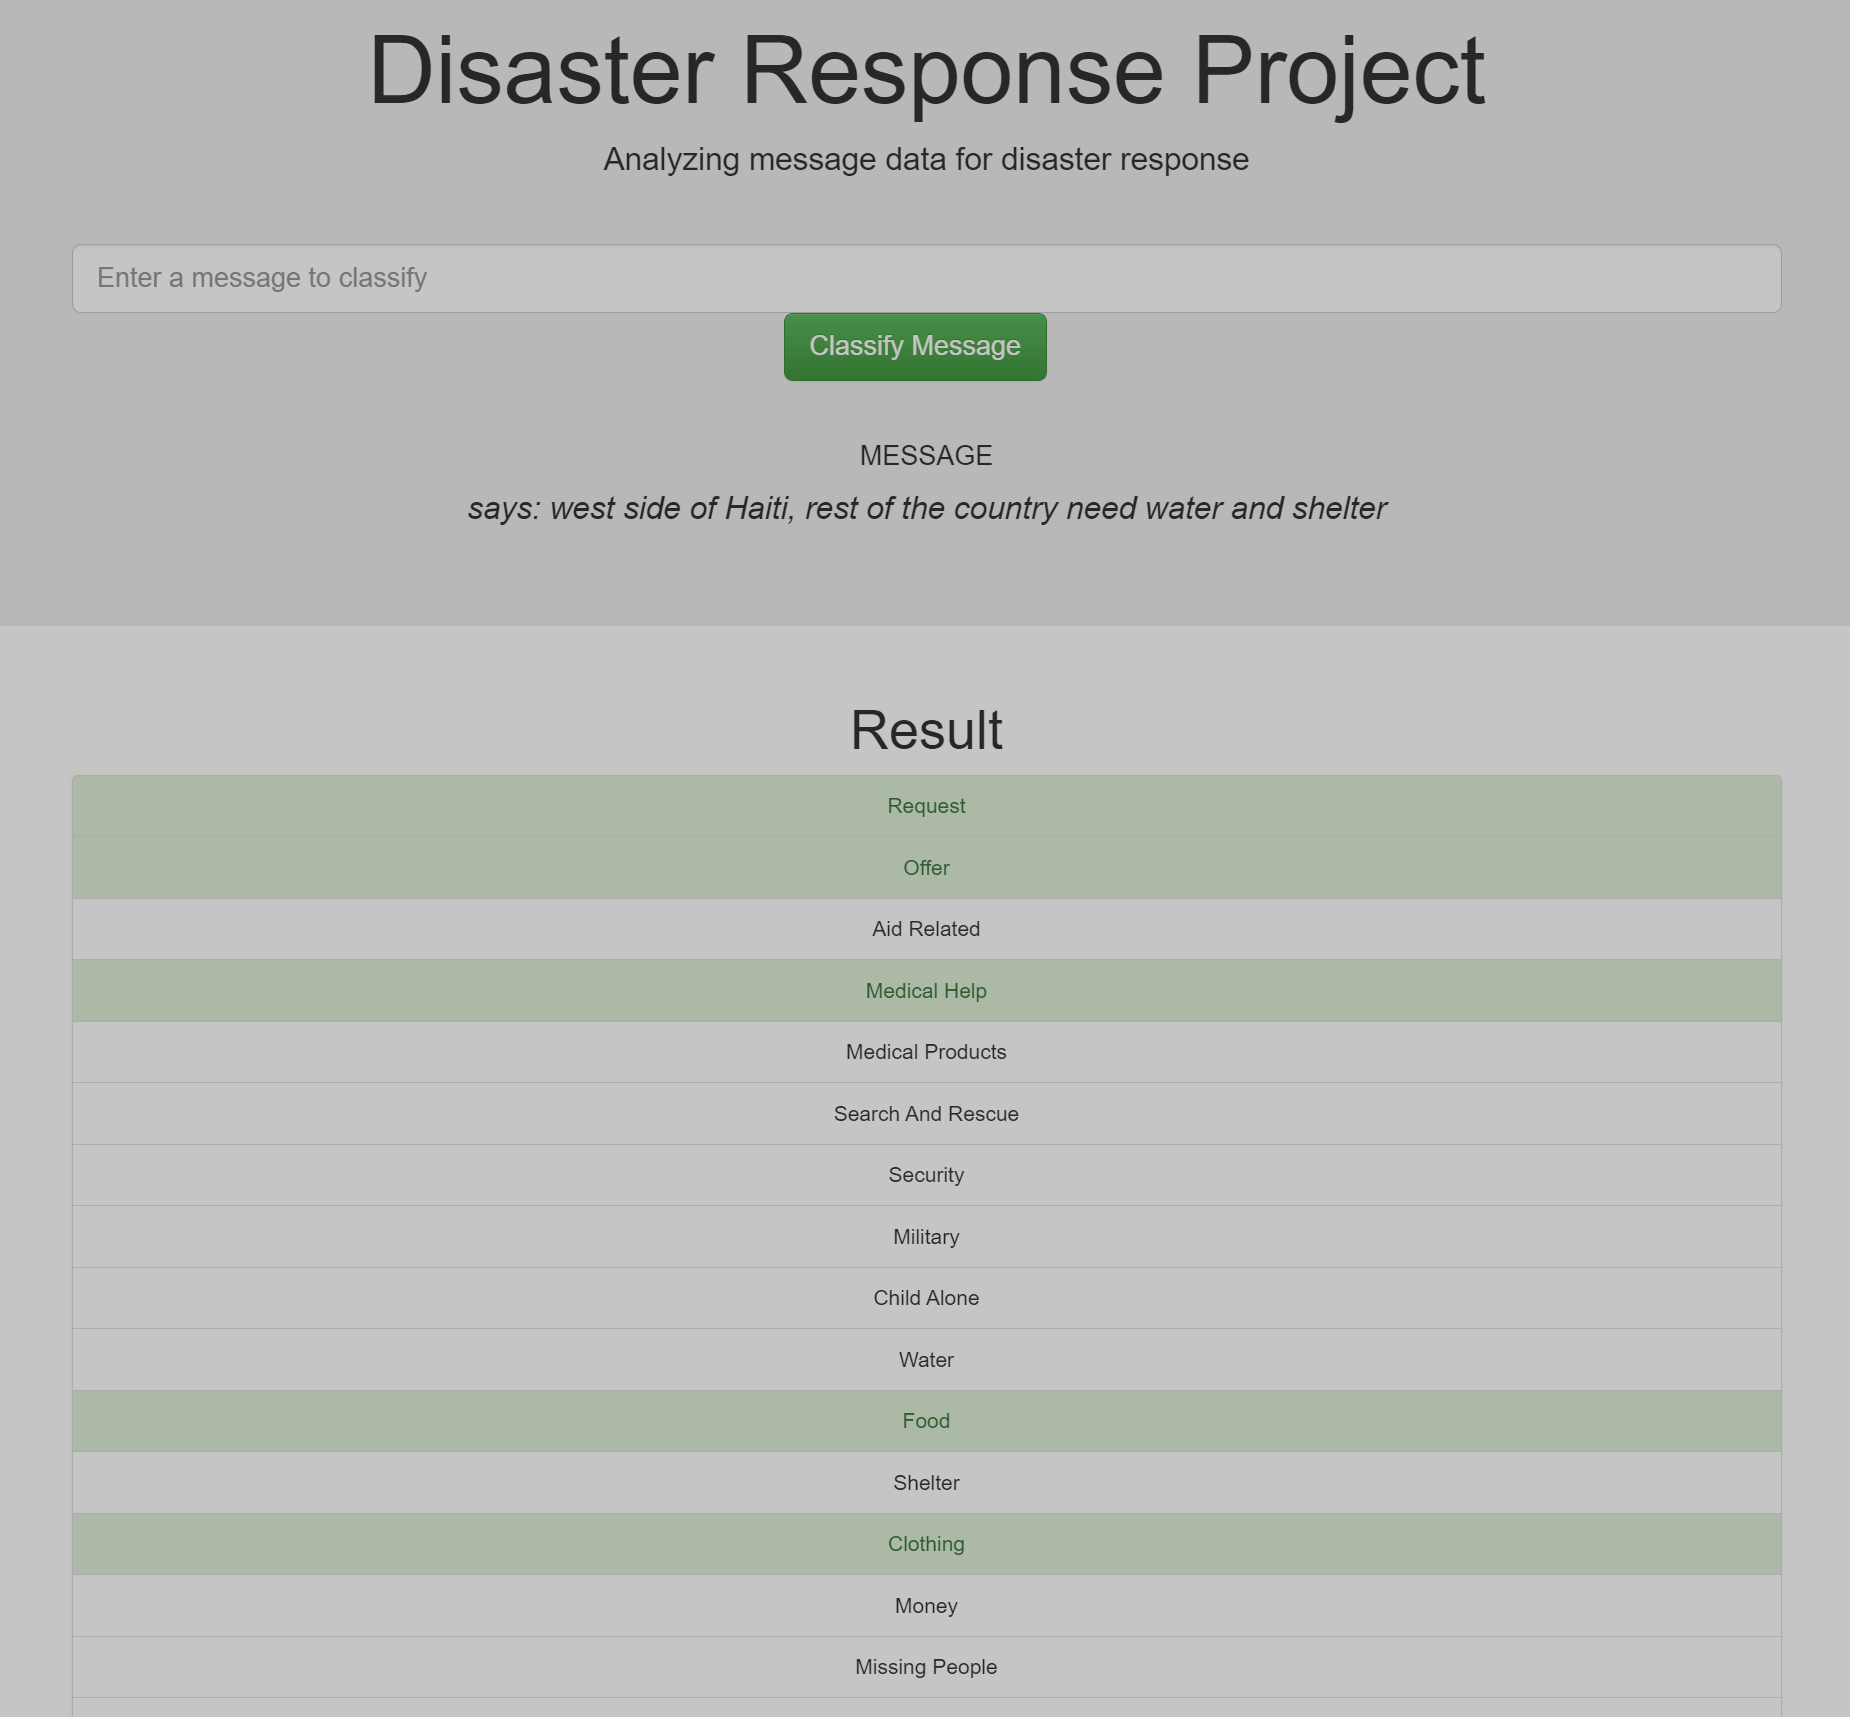 Disaster Response Project
Analyzing message data for disaster response
Enter a message to classify
Classify Message
MESSAGE
says: west side of Haiti, rest of the country need water and shelter
Result
Request
Offer
Aid Related
Medical Help
Medical Products
Search And Rescue
Security
Military
Child Alone
Water
Food
Shelter
Clothing
Money
Missing People